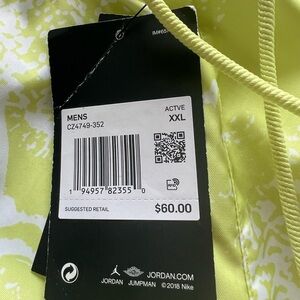 MENS
CZ4749-352
ACTVE
XXL
1 94957 82355 0
RFID
SUGGESTED RETAIL
$60.00
JORDAN.COM
JORDAN JUMPMAN ©2018 Nike